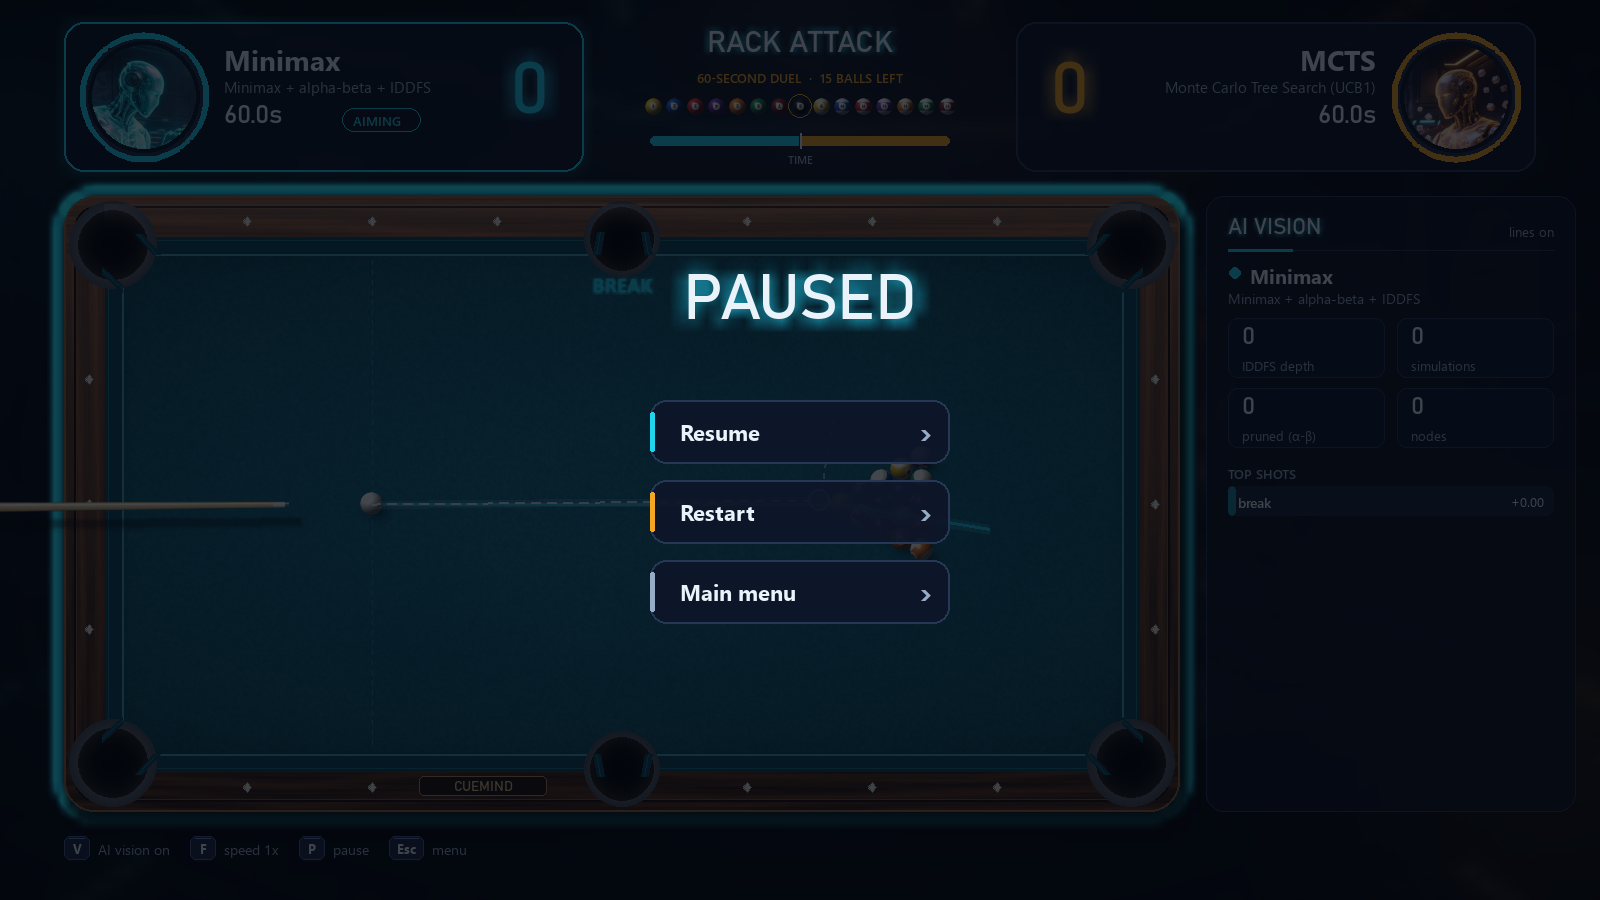 Minimax
Minimax + alpha-beta + IDDFS
60.0s
AIMING
0
RACK ATTACK
60-SECOND DUEL · 15 BALLS LEFT
TIME
0
MCTS
Monte Carlo Tree Search (UCB1)
60.0s
BREAK
PAUSED
Resume
Restart
Main menu
CUEMIND
AI VISION
lines on
Minimax
Minimax + alpha-beta + IDDFS
0
IDDFS depth
0
simulations
0
pruned (α-β)
0
nodes
TOP SHOTS
break +0.00
V AI vision on F speed 1x P pause Esc menu